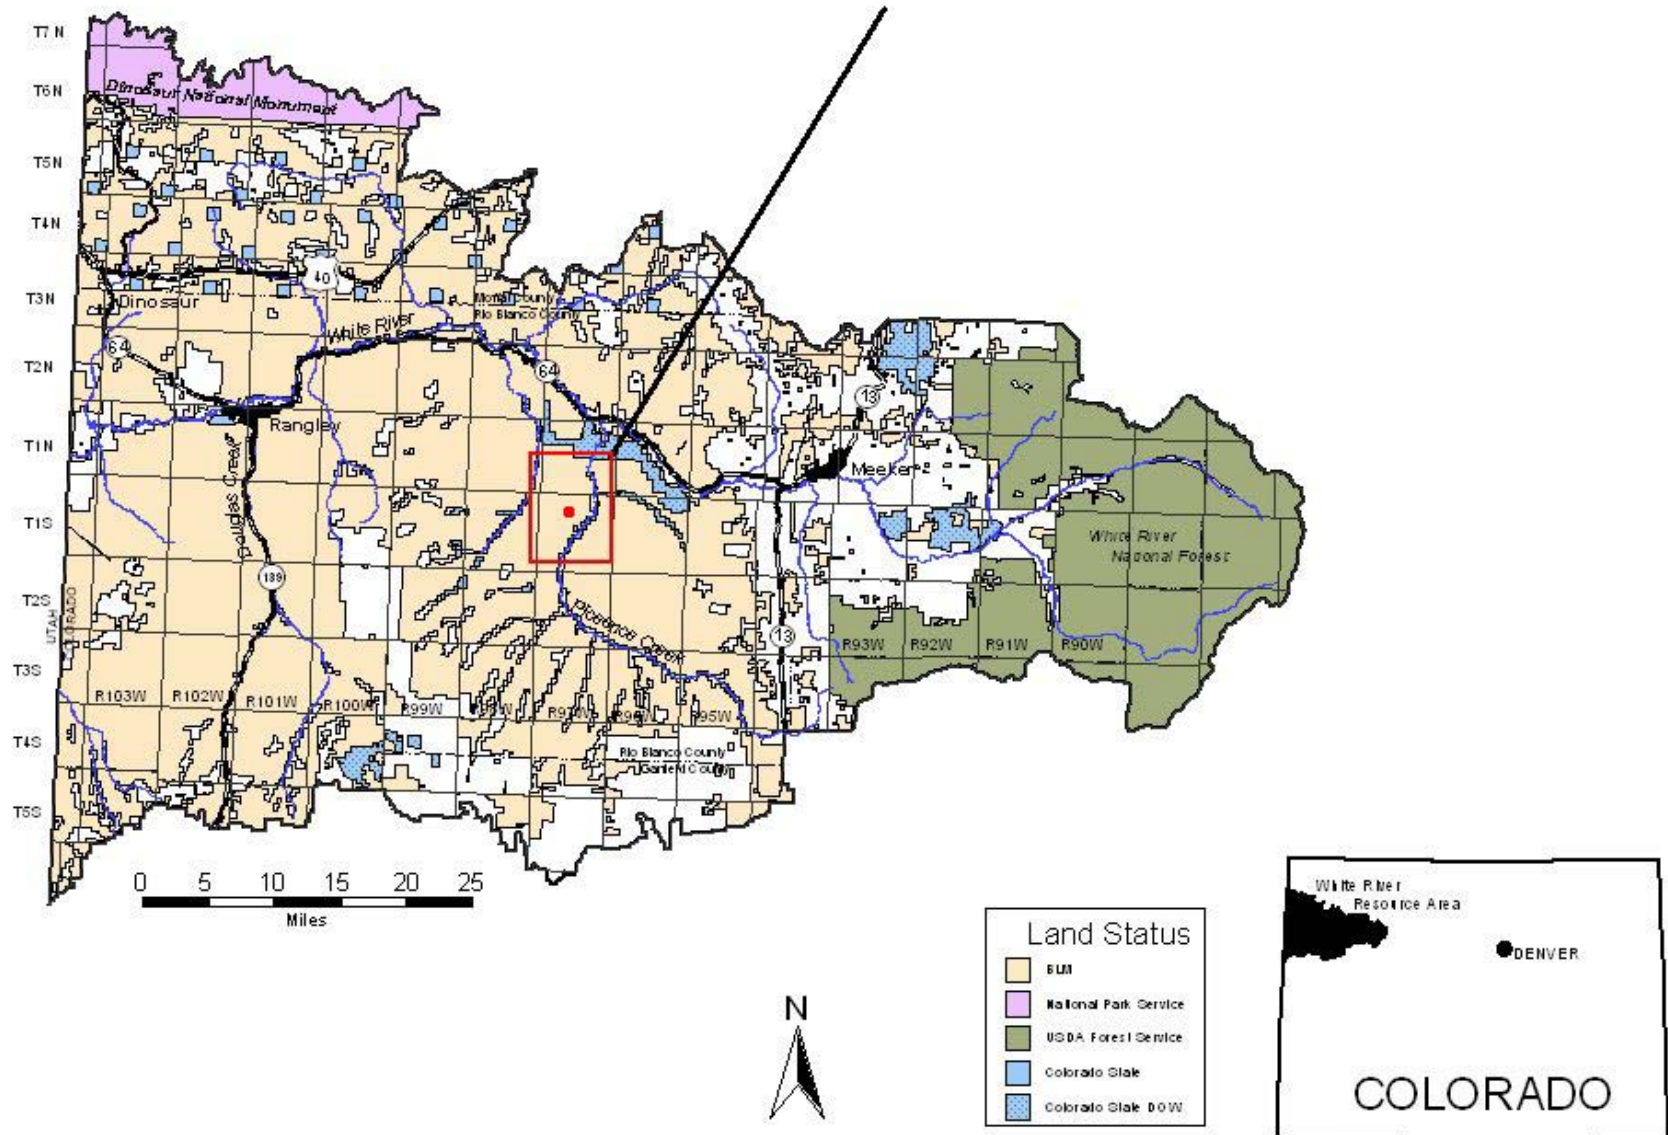 T7 N
T6N
T5N
T4N
T3N
T2N
T1N
T1S
T2S
T3S
T4S
T5S
Dinosaur National Monument
40
Dinosaur
Moffat County
Rio Blanco County
White River
64
64
Rangley
13
Meeker
Douglas Creek
White River
National Forest
139
UTAH
COLORADO
Piceance Creek
13
R93W
R92W
R91W
R90W
R103W
R102W
R101W
R100W
R99W
R98W
R97W
R96W
R95W
Rio Blanco County
Garfield County
0 5 10 15 20 25
Miles
N
Land Status
BLM
National Park Service
USDA Forest Service
Colorado State
Colorado State DOW
White River
Resource Area
DENVER
COLORADO